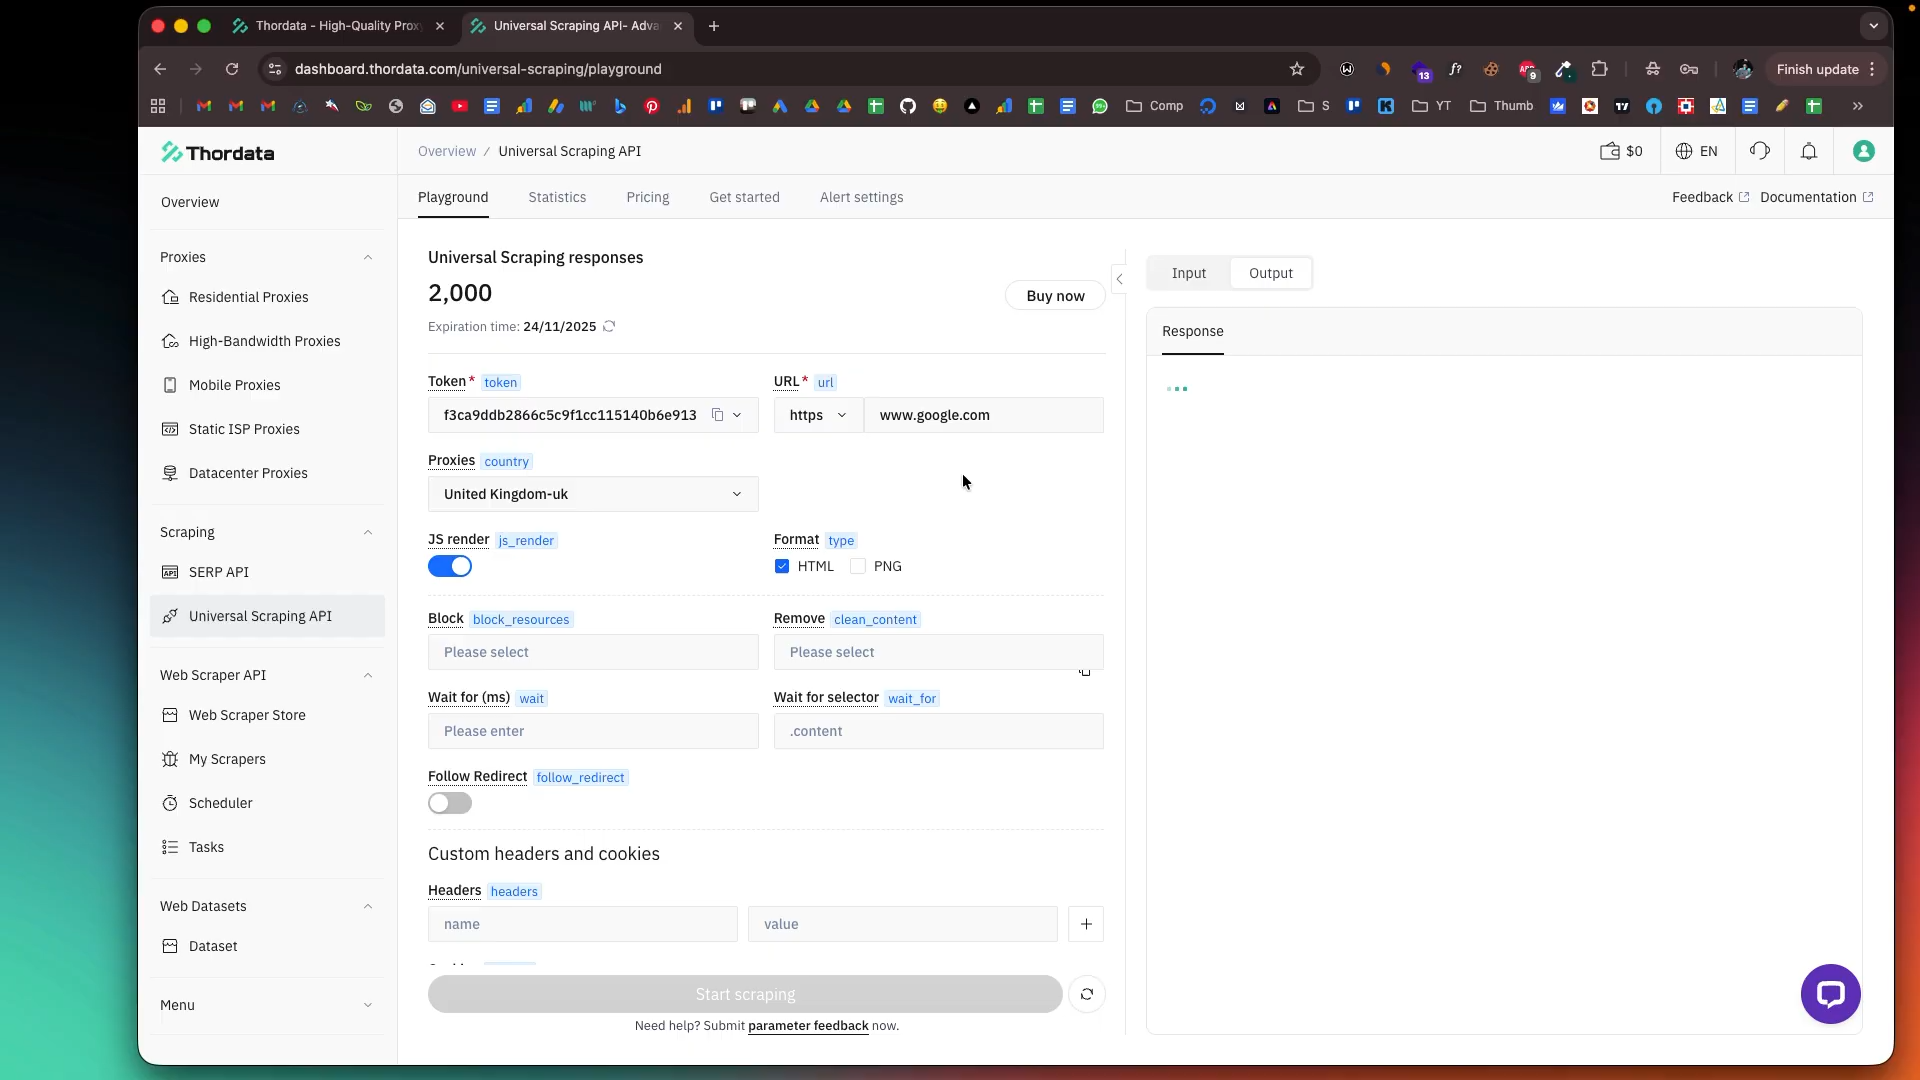 Thordata - High-Quality Proxy
Universal Scraping API- Adva
dashboard.thordata.com/universal-scraping/playground
13
f?
9
Finish update
Comp
S
YT
Thumb
Thordata
Overview / Universal Scraping API
$0
EN
Overview
Playground
Statistics
Pricing
Get started
Alert settings
Feedback
Documentation
Proxies
Residential Proxies
High-Bandwidth Proxies
Mobile Proxies
Static ISP Proxies
Datacenter Proxies
Scraping
SERP API
Universal Scraping API
Web Scraper API
Web Scraper Store
My Scrapers
Scheduler
Tasks
Web Datasets
Dataset
Menu
Universal Scraping responses
2,000
Buy now
Expiration time: 24/11/2025
Token* token
URL* url
f3ca9ddb2866c5c9f1cc115140b6e913
https
www.google.com
Proxies country
United Kingdom-uk
JS render js_render
Format type
HTML
PNG
Block block_resources
Remove clean_content
Please select
Please select
Wait for (ms) wait
Wait for selector wait_for
Please enter
.content
Follow Redirect follow_redirect
Custom headers and cookies
Headers headers
name
value
Start scraping
Need help? Submit parameter feedback now.
Input
Output
Response